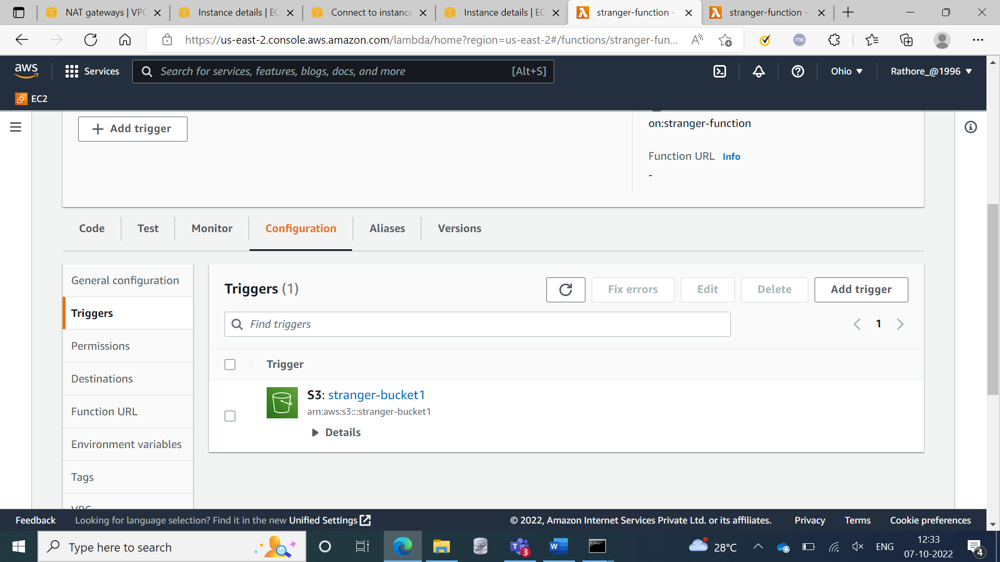 NAT gateways | VPC
Instance details | EC
Connect to instance
Instance details | EC
stranger-function -
stranger-function -
https://us-east-2.console.aws.amazon.com/lambda/home?region=us-east-2#/functions/stranger-fun...
me
aws
Services
Search for services, features, blogs, docs, and more
[Alt+S]
Ohio
Rathore_@1996
EC2
Add trigger
on:stranger-function
Function URL Info
-
Code
Test
Monitor
Configuration
Aliases
Versions
General configuration
Triggers
Permissions
Destinations
Function URL
Environment variables
Tags
VPC
Triggers (1)
Fix errors
Edit
Delete
Add trigger
Find triggers
1
Trigger
S3: stranger-bucket1
arn:aws:s3:::stranger-bucket1
Details
Feedback
Looking for language selection? Find it in the new Unified Settings
© 2022, Amazon Internet Services Private Ltd. or its affiliates.
Privacy
Terms
Cookie preferences
Type here to search
3
28°C
ENG
12:33
07-10-2022
4